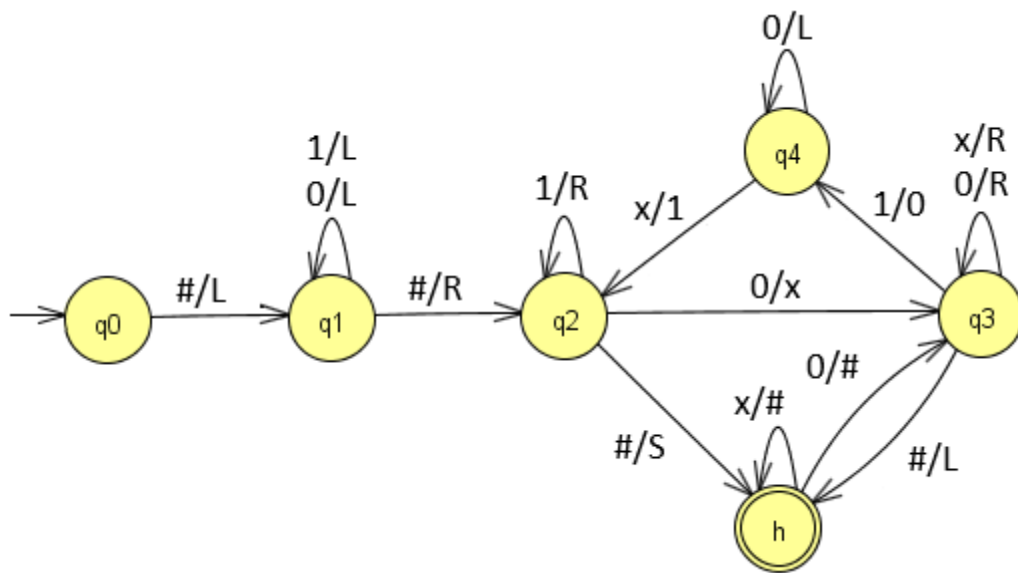 0/L
q4
1/L
0/L
1/R
x/1
1/0
x/R
0/R
q0
#/L
q1
#/R
q2
0/x
q3
#/S
x/#
0/#
#/L
h